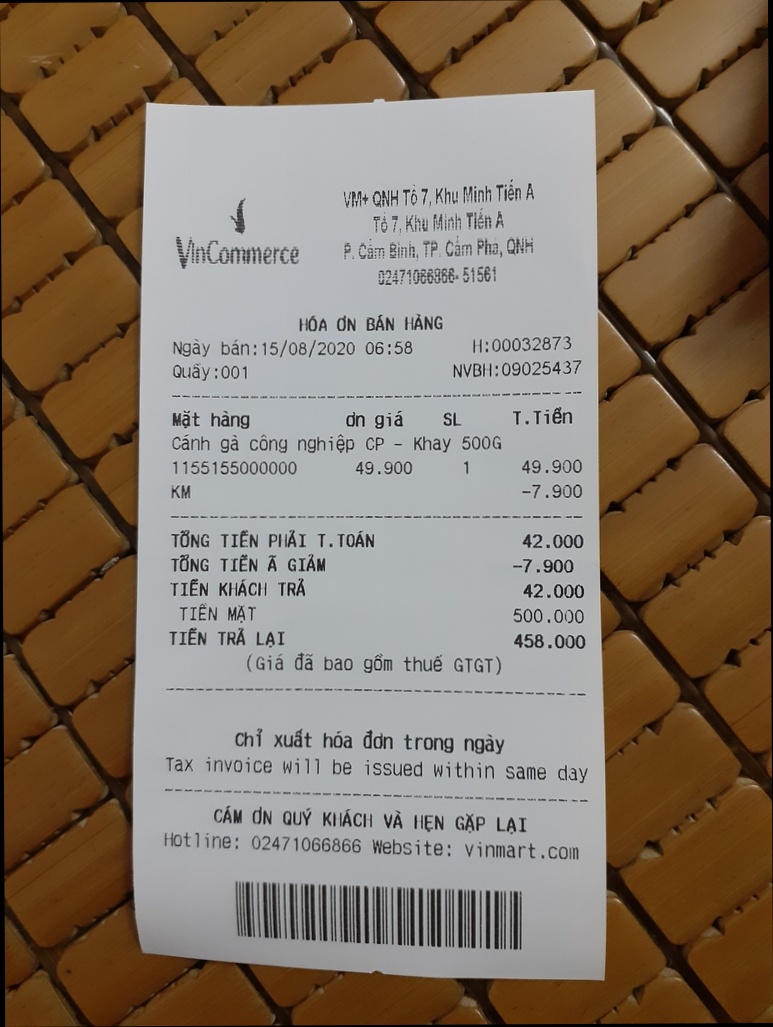 VinCommerce
VM+ QNH Tổ 7, Khu Minh Tiến A
Tổ 7, Khu Minh Tiến A
P. Cẩm Bình, TP. Cẩm Phả, QNH
02471066866- 51561
HÓA ƠN BÁN HÀNG
Ngày bán:15/08/2020 06:58 H:00032873
Quầy:001 NVBH:09025437
Mặt hàng ơn giá SL T.Tiền
Cánh gà công nghiệp CP - Khay 500G
1155155000000 49.900 1 49.900
KM -7.900
TỔNG TIỀN PHẢI T.TOÁN 42.000
TỔNG TIỀN Ã GIẢM -7.900
TIỀN KHÁCH TRẢ 42.000
TIỀN MẶT 500.000
TIỀN TRẢ LẠI 458.000
(Giá đã bao gồm thuế GTGT)
Chỉ xuất hóa đơn trong ngày
Tax invoice will be issued within same day
CÁM ƠN QUÝ KHÁCH VÀ HẸN GẶP LẠI
Hotline: 02471066866 Website: vinmart.com